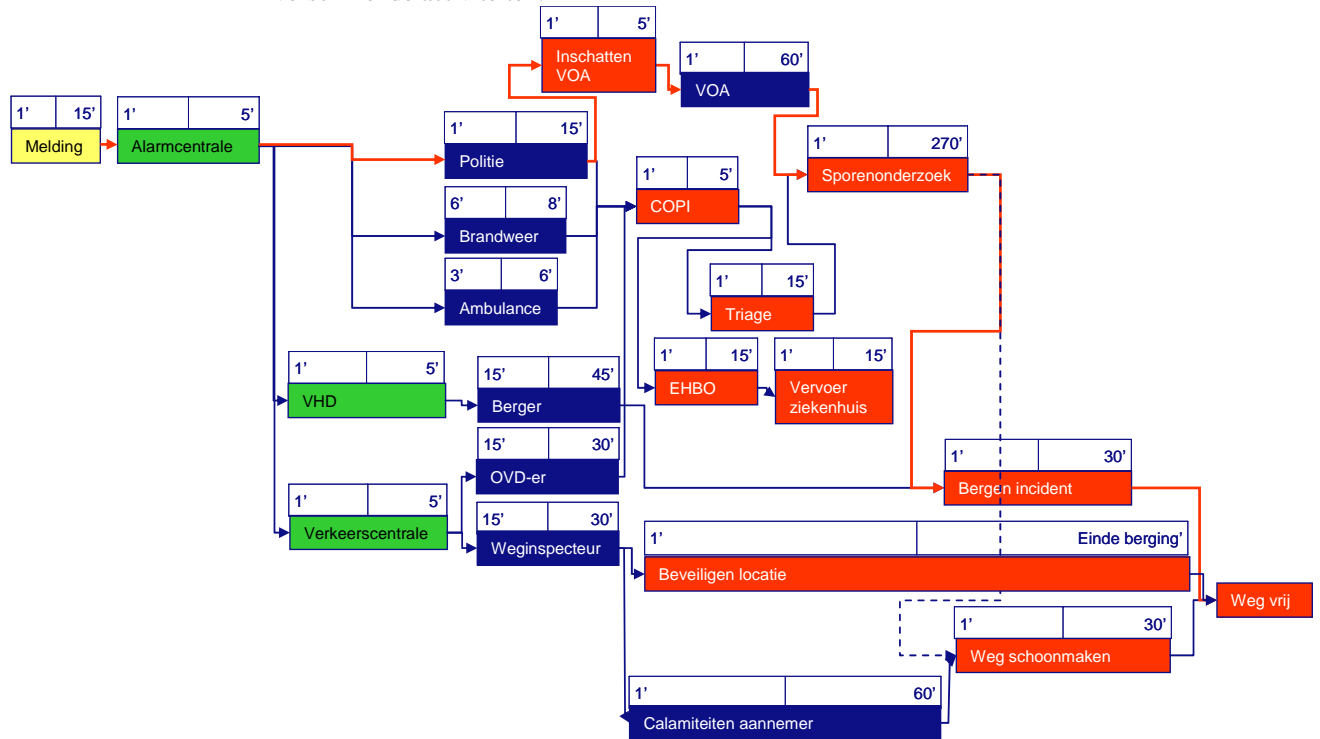 1' 5'
Inschatten
VOA
1' 60'
VOA
1' 15'
Melding
1' 5'
Alarmcentrale
1' 15'
Politie
1' 270'
Sporenonderzoek
1' 5'
COPI
6' 8'
Brandweer
3' 6'
Ambulance
1' 15'
Triage
1' 5'
VHD
15' 45'
Berger
1' 15'
EHBO
1' 15'
Vervoer
ziekenhuis
15' 30'
OVD-er
1' 30'
Bergen incident
1' 5'
Verkeerscentrale
15' 30'
Weginspecteur
1' Einde berging'
Beveiligen locatie
Weg vrij
1' 30'
Weg schoonmaken
1' 60'
Calamiteiten aannemer